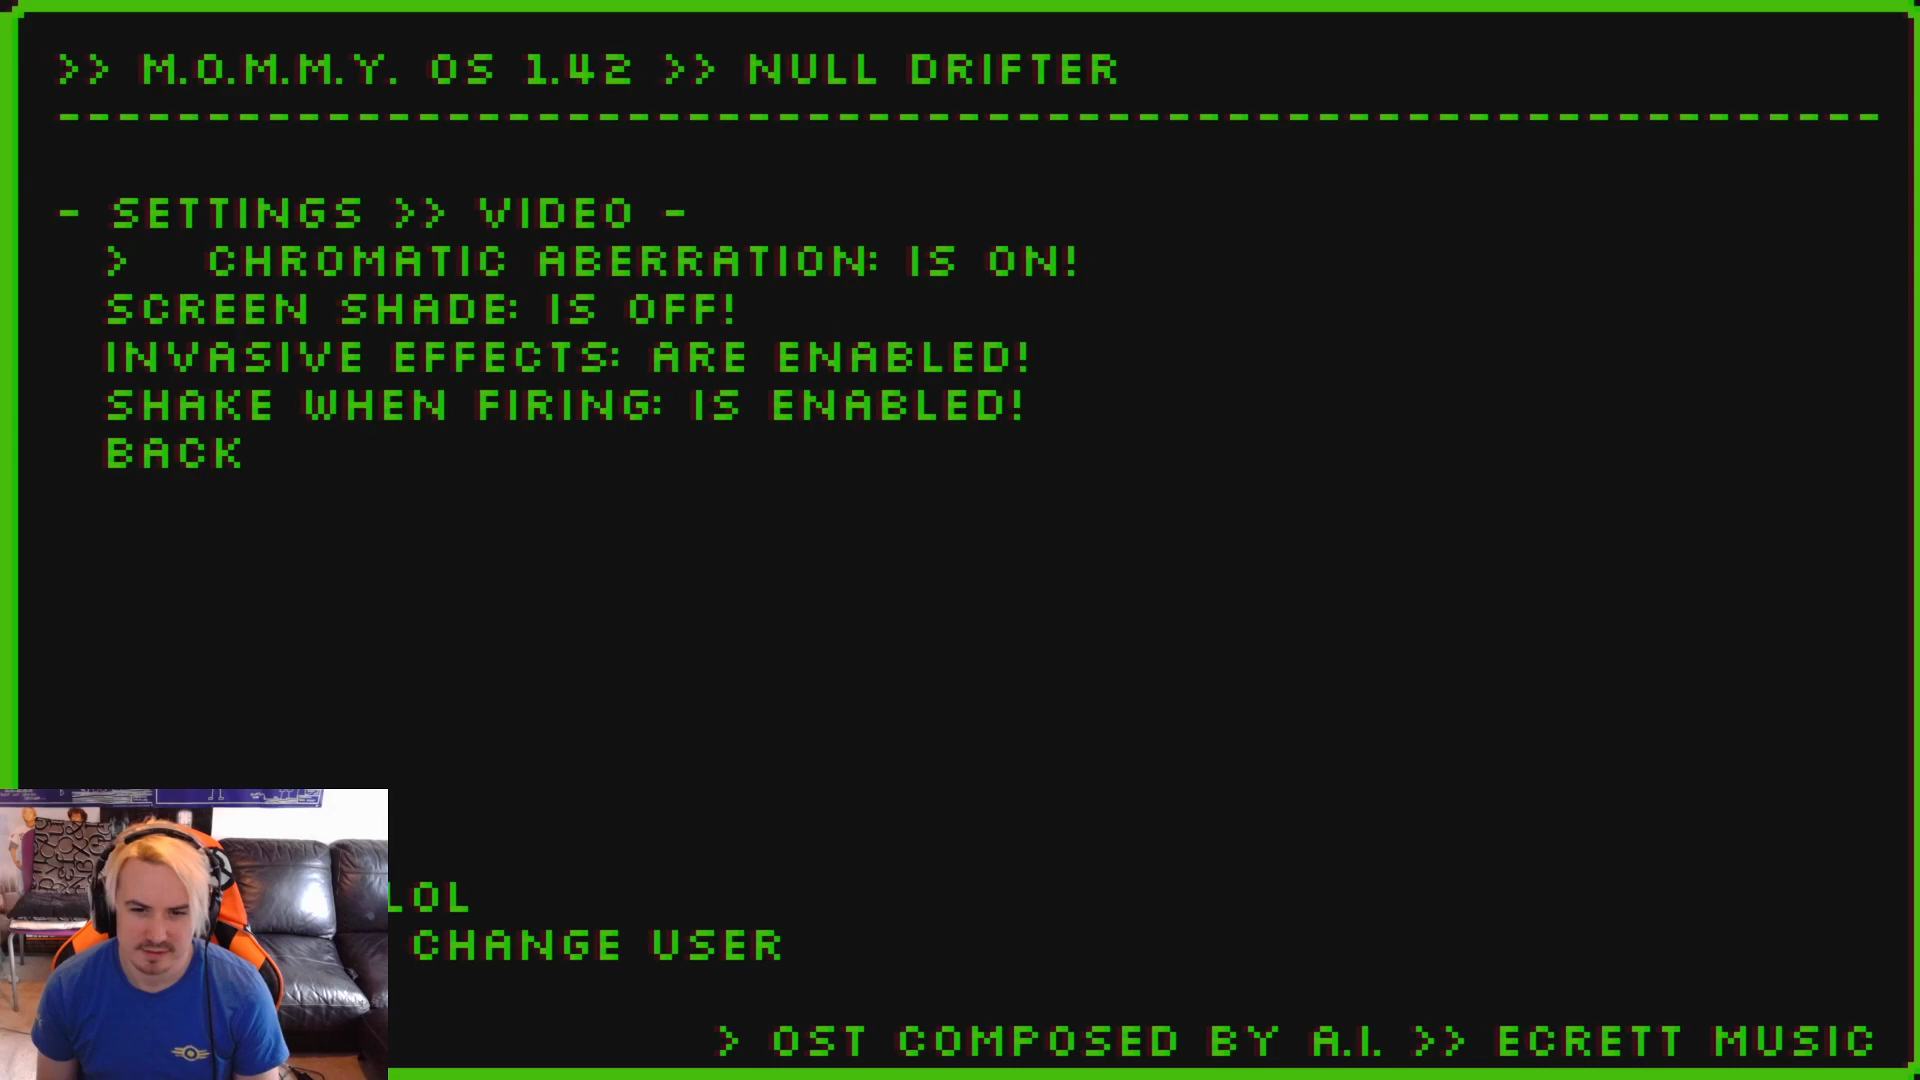 >> M.O.M.M.Y. OS 1.42 >> NULL DRIFTER
- SETTINGS >> VIDEO -
> CHROMATIC ABERRATION: IS ON!
SCREEN SHADE: IS OFF!
INVASIVE EFFECTS: ARE ENABLED!
SHAKE WHEN FIRING: IS ENABLED!
BACK
LOL
CHANGE USER
> OST COMPOSED BY A.I. >> ECRETT MUSIC